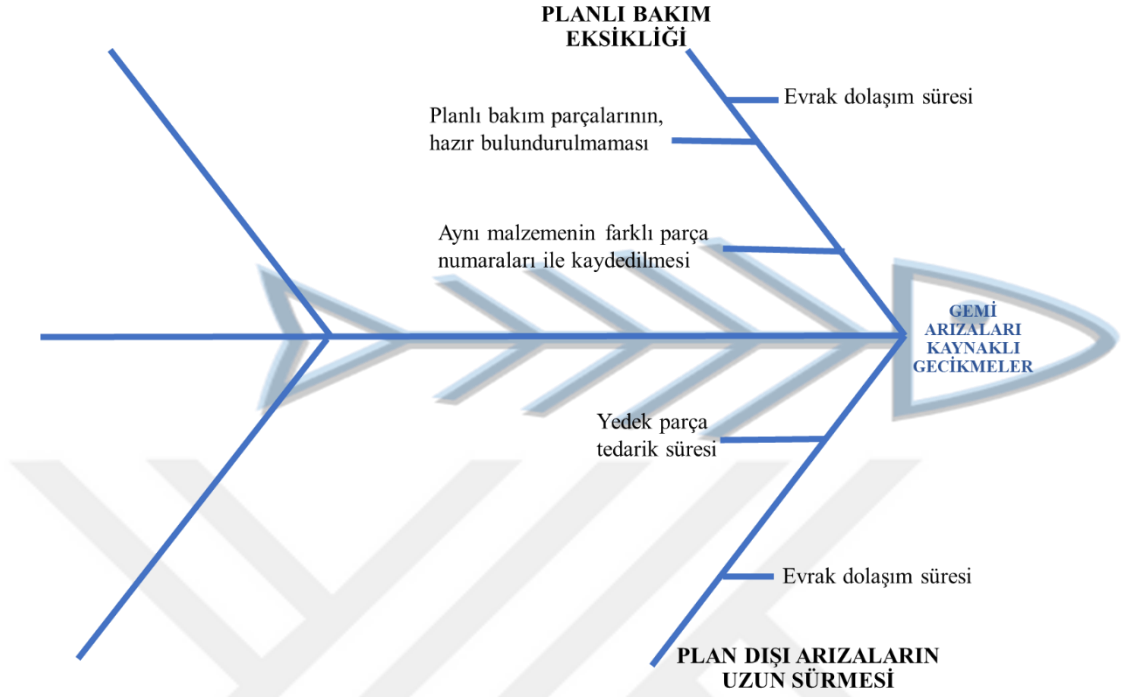 PLANLI BAKIM
EKSİKLİĞİ
Evrak dolaşım süresi
Planlı bakım parçalarının,
hazır bulundurulmaması
Aynı malzemenin farklı parça
numaraları ile kaydedilmesi
GEMİ
ARIZALARI
KAYNAKLI
GECİKMELER
Yedek parça
tedarik süresi
Evrak dolaşım süresi
PLAN DIŞI ARIZALARIN
UZUN SÜRMESİ